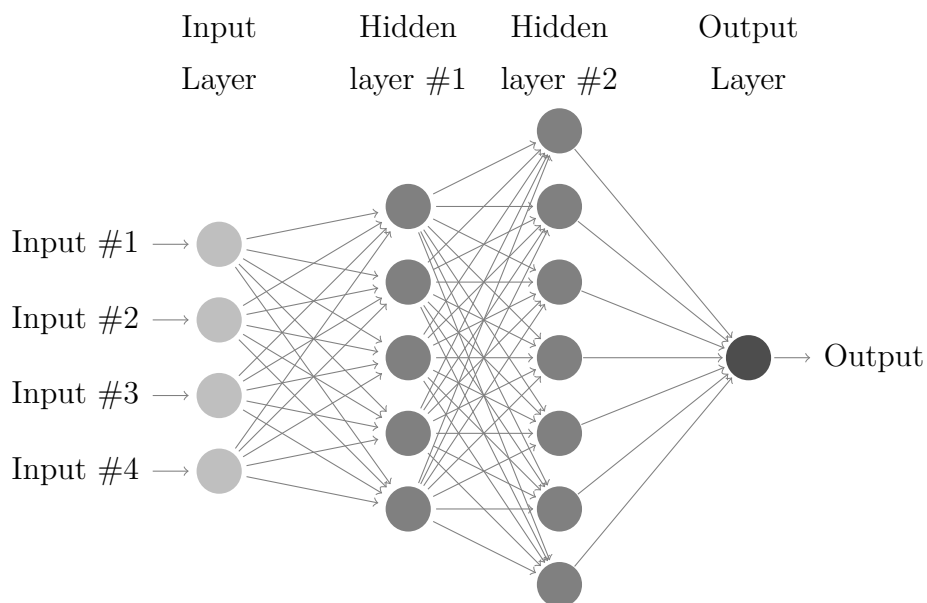 Input
Layer
Hidden
layer #1
Hidden
layer #2
Output
Layer
Input #1
Input #2
Input #3
Input #4
Output